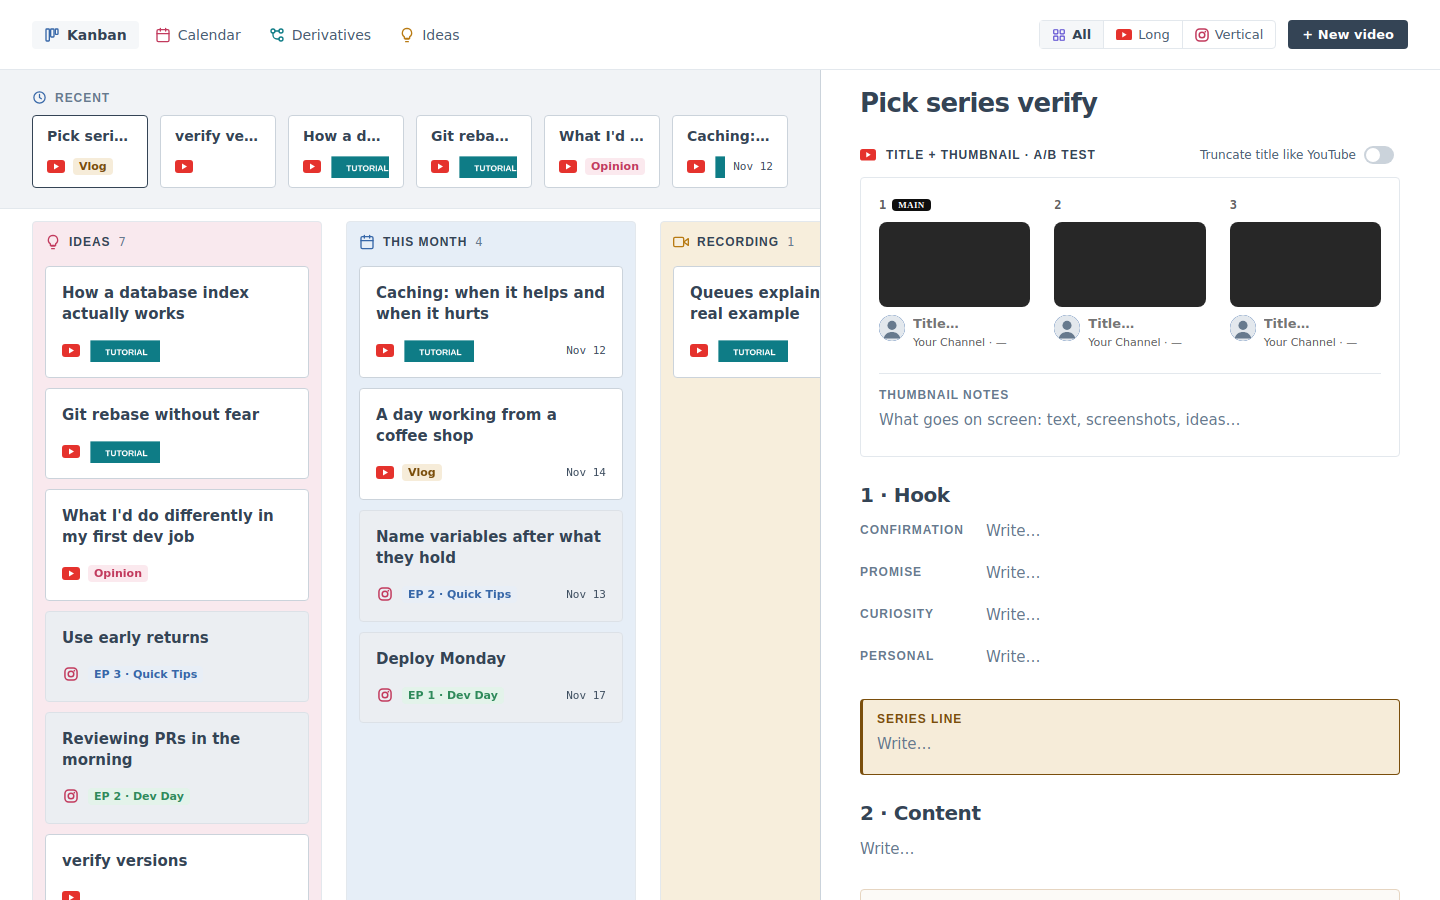 Kanban
Calendar
Derivatives
Ideas
All
Long
Vertical
+ New video
RECENT
Pick seri...
Vlog
verify ve...
How a d...
TUTORIAL
Git reba...
TUTORIAL
What I'd ...
Opinion
Caching:...
Nov 12
IDEAS 7
How a database index
actually works
TUTORIAL
Git rebase without fear
TUTORIAL
What I'd do differently in
my first dev job
Opinion
Use early returns
EP 3 · Quick Tips
Reviewing PRs in the
morning
EP 2 · Dev Day
verify versions
THIS MONTH 4
Caching: when it helps and
when it hurts
TUTORIAL
Nov 12
A day working from a
coffee shop
Vlog
Nov 14
Name variables after what
they hold
EP 2 · Quick Tips
Nov 13
Deploy Monday
EP 1 · Dev Day
Nov 17
RECORDING 1
Queues explain
real example
TUTORIAL
Pick series verify
TITLE + THUMBNAIL · A/B TEST
Truncate title like YouTube
1 MAIN
Title...
Your Channel · —
2
Title...
Your Channel · —
3
Title...
Your Channel · —
THUMBNAIL NOTES
What goes on screen: text, screenshots, ideas...
1 · Hook
CONFIRMATION Write...
PROMISE Write...
CURIOSITY Write...
PERSONAL Write...
SERIES LINE
Write...
2 · Content
Write...